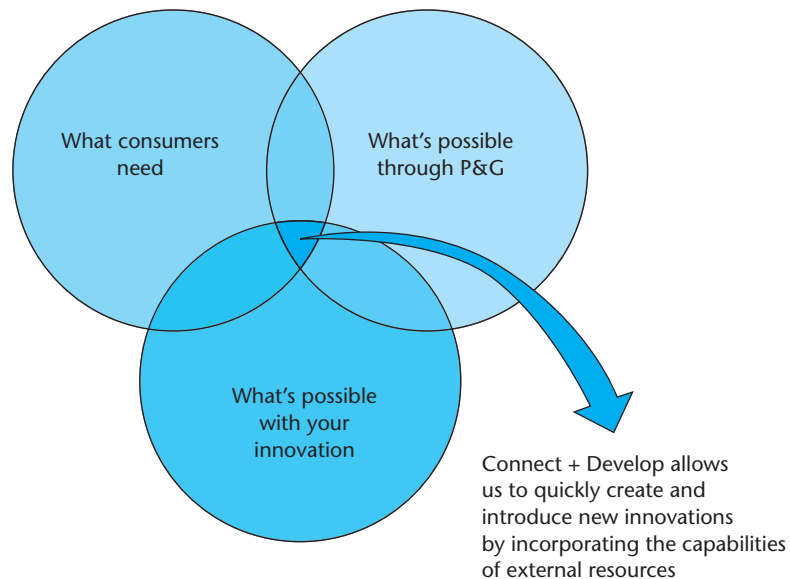 What consumers
need
What's possible
through P&G
What's possible
with your
innovation
Connect + Develop allows
us to quickly create and
introduce new innovations
by incorporating the capabilities
of external resources